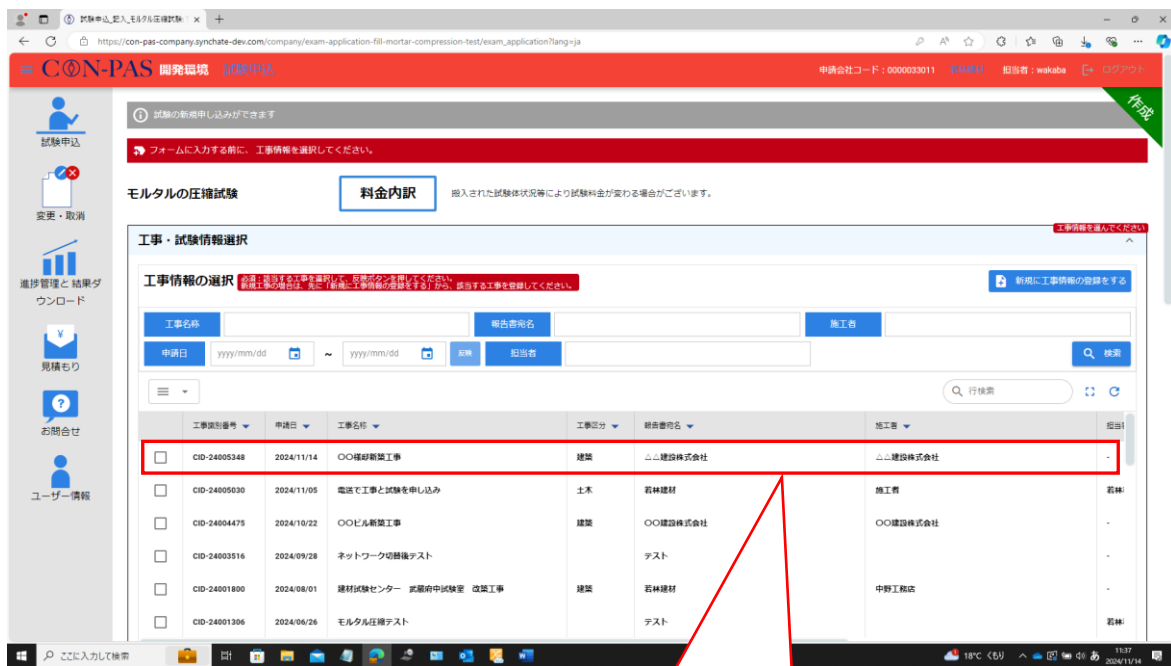 試験申込_記入_モルタル圧縮試験
https://con-pas-company.synchate-dev.com/company/exam-application-fill-mortar-compression-test/exam_application?lang=ja
CON-PAS 開発環境 試験申込
申請会社コード：0000033011 担当者：wakaba ログアウト
作成
試験申込
変更・取消
進捗管理と結果ダ
ウンロード
見積もり
お問合せ
ユーザー情報
試験の新規申し込みができます
フォームに入力する前に、工事情報を選択してください。
モルタルの圧縮試験 料金内訳 搬入された試験体状況等により試験料金が変わる場合がございます。
工事情報を選んでください
工事・試験情報選択
工事情報の選択 必須：該当する工事を選択して、反映ボタンを押してください。
新規工事の場合は、先に「新規に工事情報の登録をする」から、該当する工事を登録してください。
新規に工事情報の登録をする
工事名称 報告書宛名 施工者
申請日 yyyy/mm/dd ~ yyyy/mm/dd 反映 担当者 検索
行検索
工事識別番号 申請日 工事名称 工事区分 報告書宛名 施工者 担当
CID-24005348 2024/11/14 〇〇様邸新築工事 建築 △△建設株式会社 △△建設株式会社 -
CID-24005030 2024/11/05 電送で工事と試験を申し込み 土木 若林建材 施工者 若林
CID-24004475 2024/10/22 〇〇ビル新築工事 建築 〇〇建設株式会社 〇〇建設株式会社 -
CID-24003516 2024/09/28 ネットワーク切替後テスト テスト -
CID-24001800 2024/08/01 建材試験センター 武蔵府中試験室 改築工事 建築 若林建材 中野工務店 -
CID-24001306 2024/06/26 モルタル圧縮テスト テスト 若林
ここに入力して検索
18°C くもり あ 11:37
2024/11/14